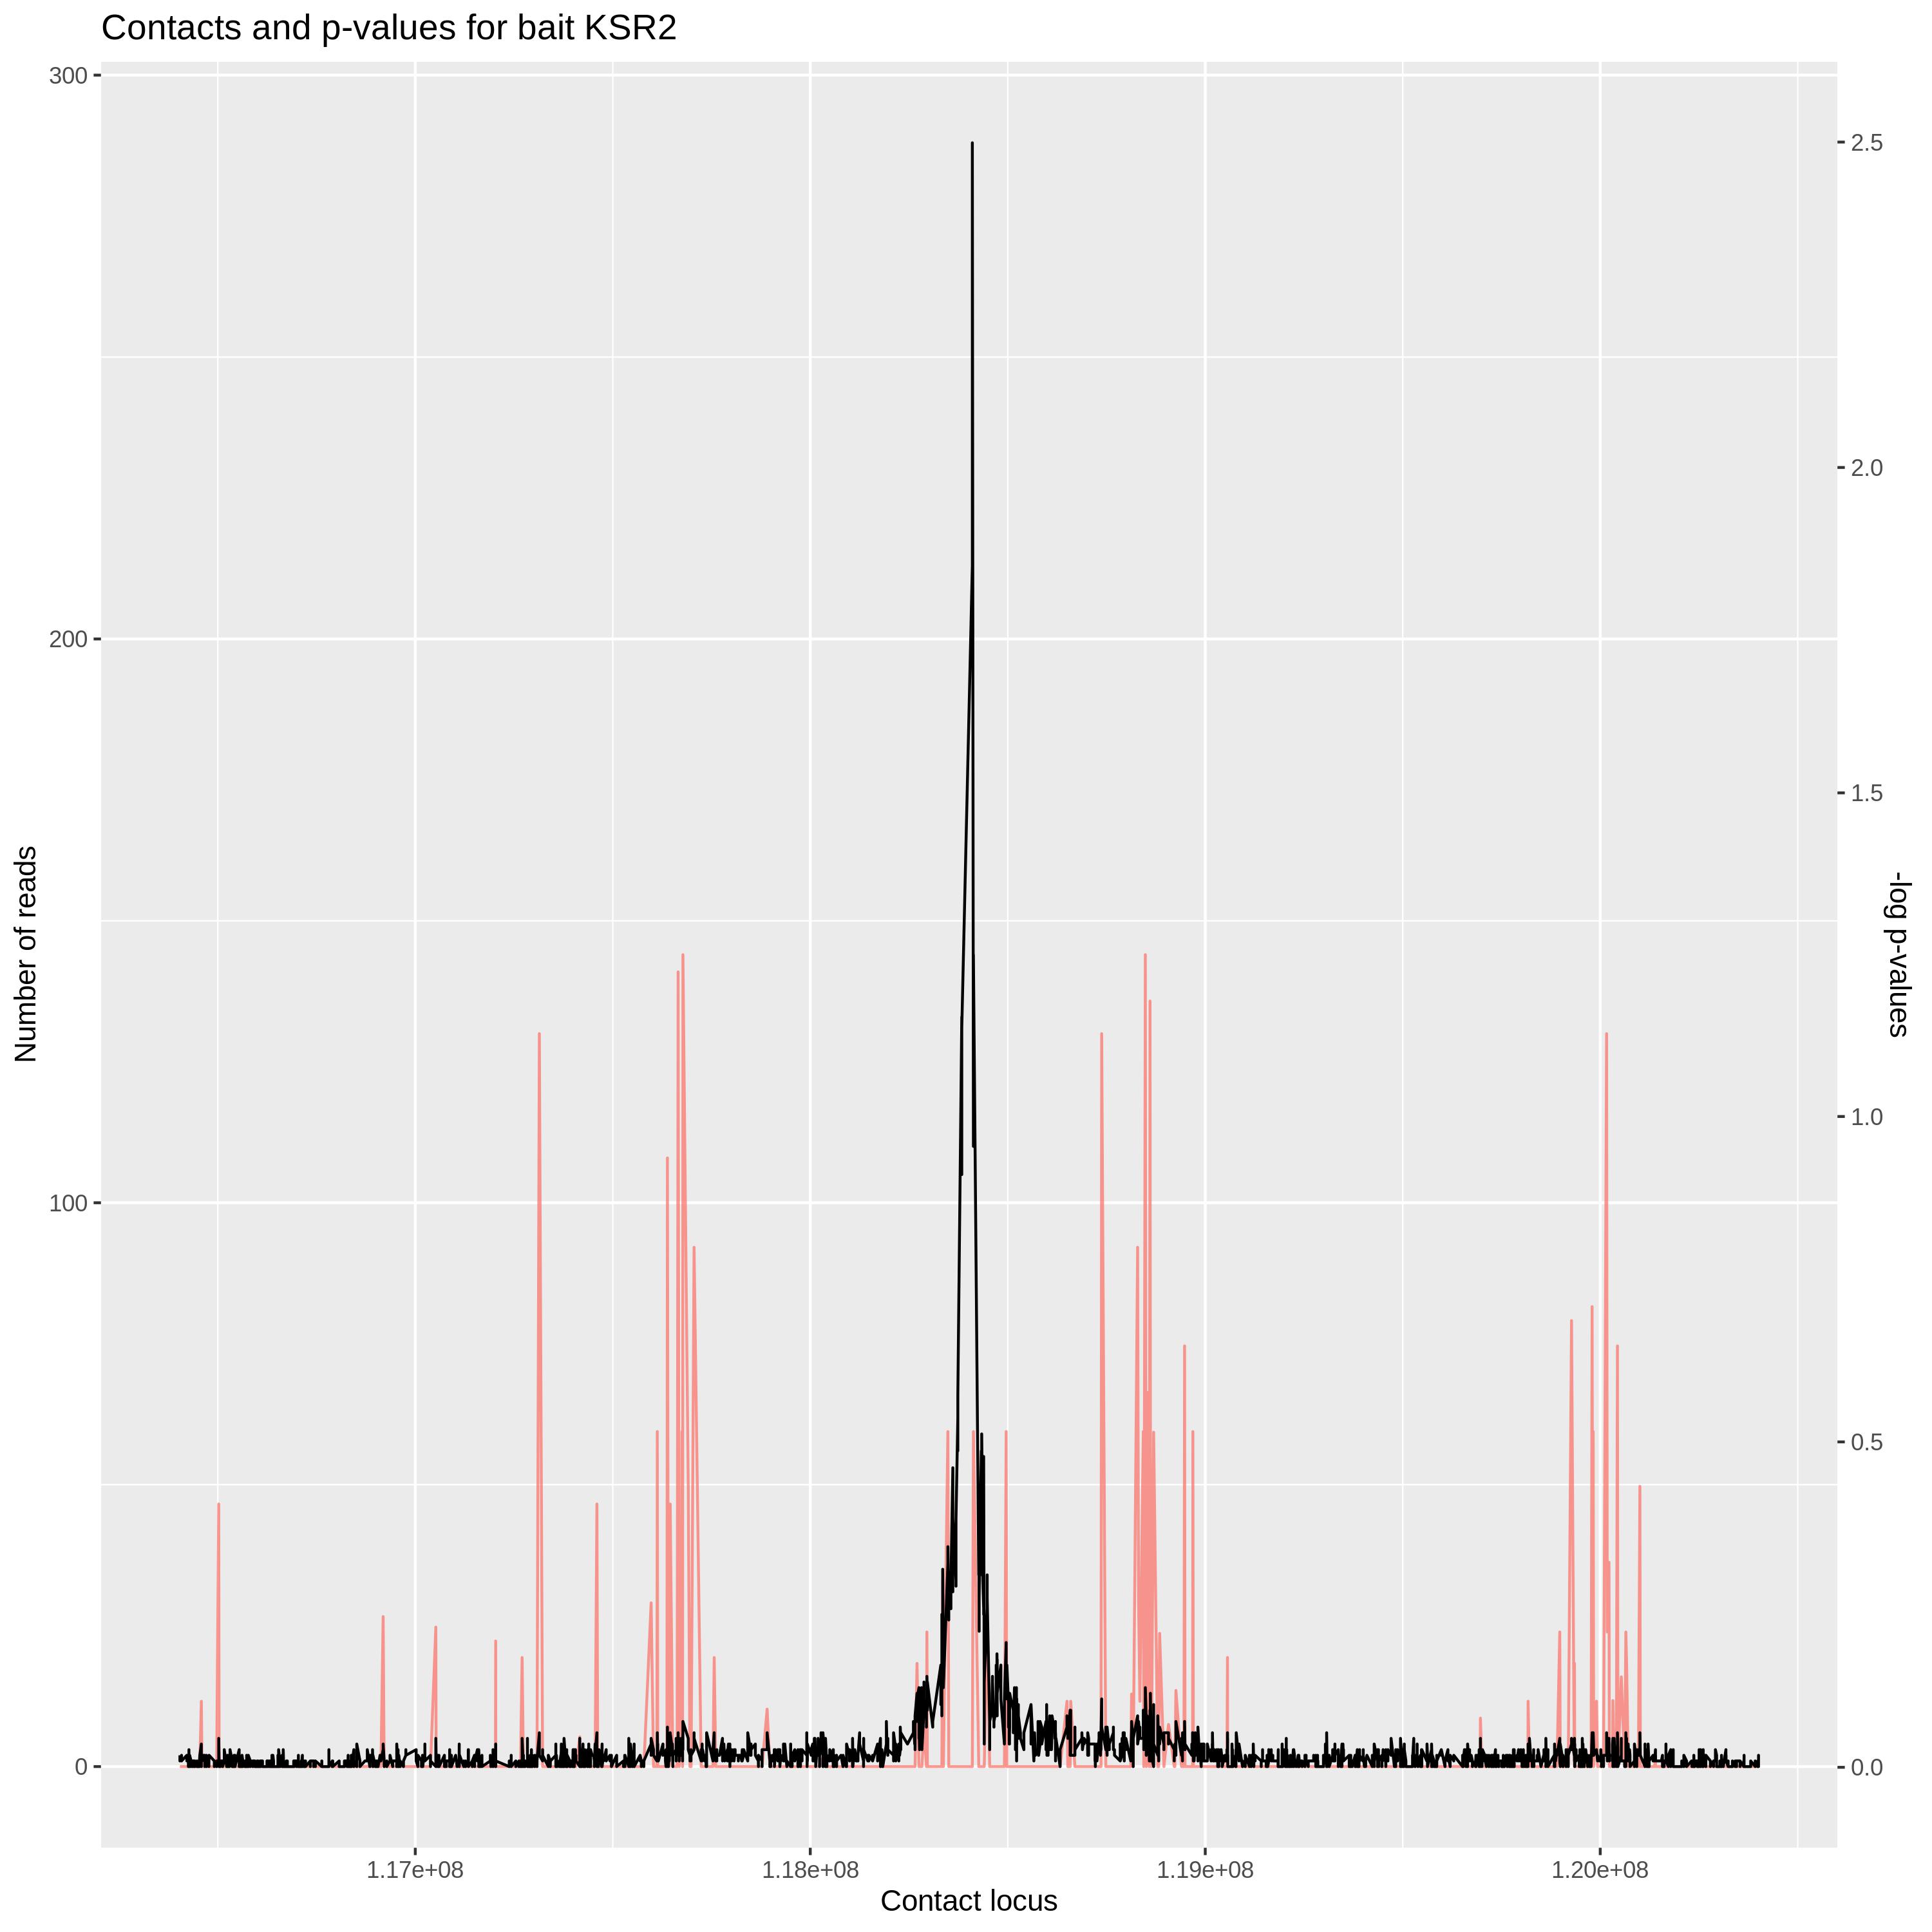 Contacts and p-values for bait KSR2
300
200
100
0
Number of reads
2.5
2.0
1.5
1.0
0.5
0.0
-log p-values
1.17e+08
1.18e+08
1.19e+08
1.20e+08
Contact locus